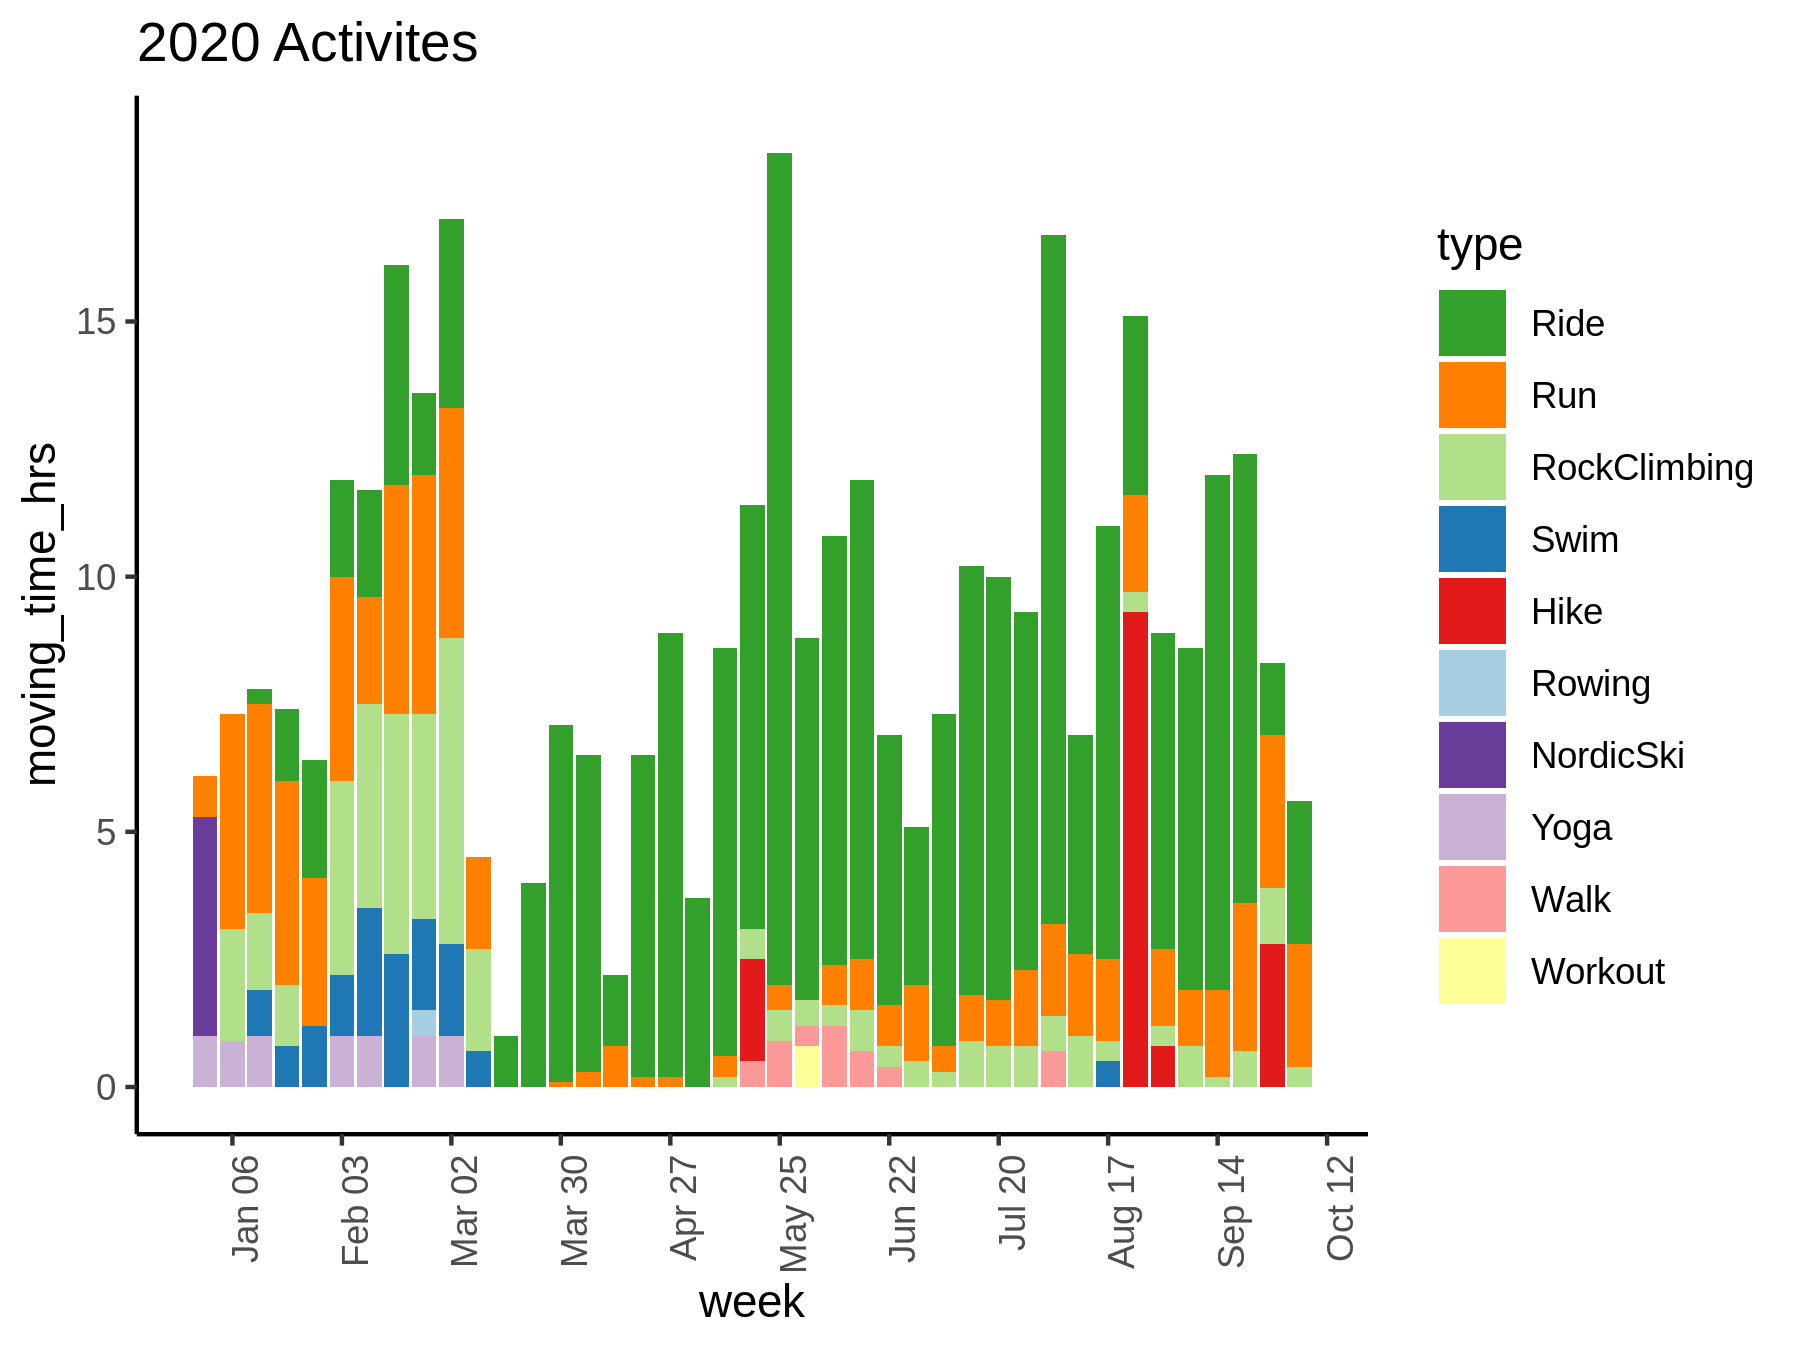 2020 Activites
moving_time_hrs
15
10
5
0
Jan 06
Feb 03
Mar 02
Mar 30
Apr 27
May 25
Jun 22
Jul 20
Aug 17
Sep 14
Oct 12
week
type
Ride
Run
RockClimbing
Swim
Hike
Rowing
NordicSki
Yoga
Walk
Workout